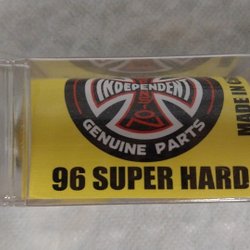 INDEPENDENT
GENUINE PARTS
96 SUPER HARD
MADE IN